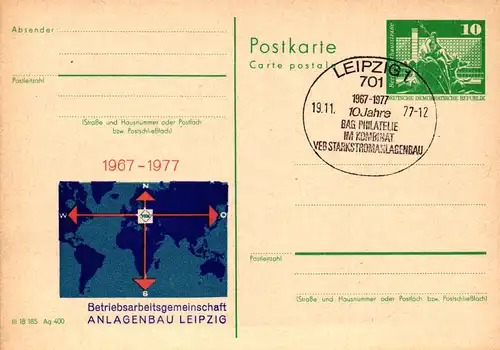 Absender
Postleitzahl
(Straße und Hausnummer oder Postfach
bzw. Postschließfach)
1967-1977
N
W
O
S
Betriebsarbeitsgemeinschaft
ANLAGENBAU LEIPZIG
III 18 185 Ag 400
Postkarte
Carte postale
10
DEUTSCHE DEMOKRATISCHE REPUBLIK
LEIPZIG 1
701
1967-1977
19.11. 10 Jahre 77-12
BAG PHILATELIE
IM KOMBINAT
VEB STARKSTROMANLAGENBAU
Postleitzahl
(Straße und Hausnummer oder Postfach bzw. Postschließfach)